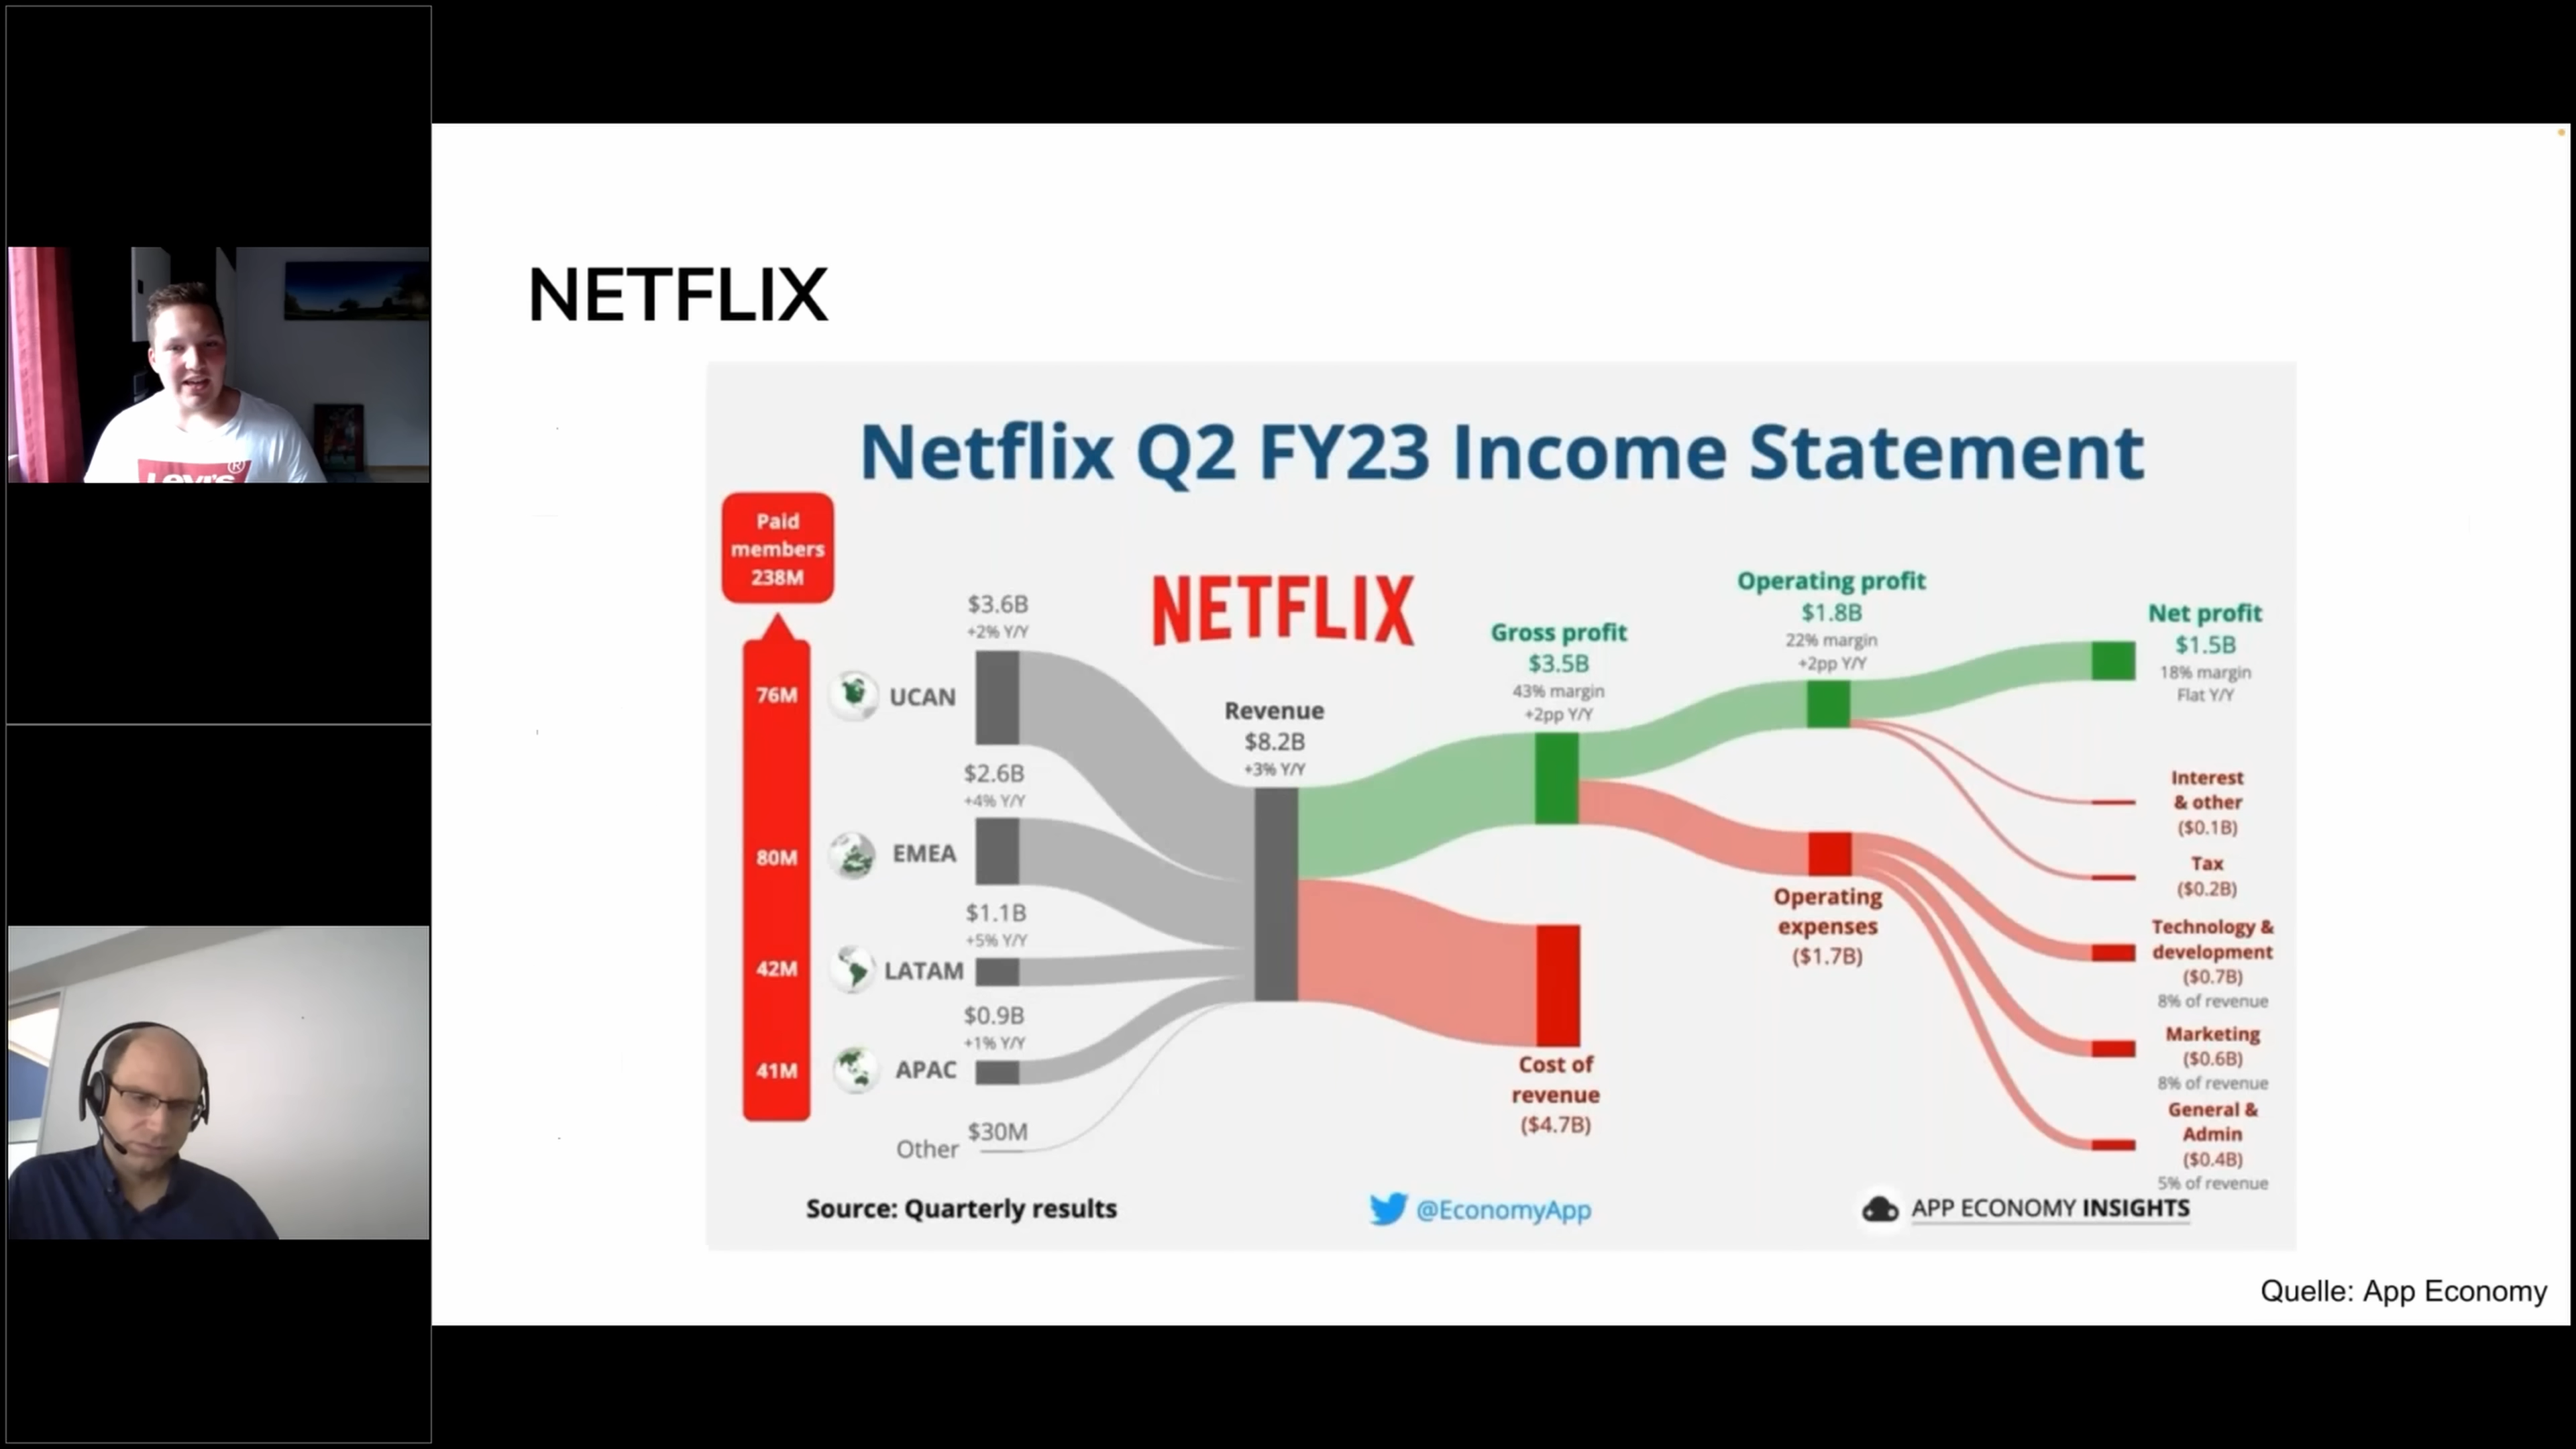 NETFLIX
Netflix Q2 FY23 Income Statement
Paid
members
238M
76M
80M
42M
41M
$3.6B
+2% Y/Y
UCAN
$2.6B
+4% Y/Y
EMEA
$1.1B
+5% Y/Y
LATAM
$0.9B
+1% Y/Y
APAC
$30M
Other
NETFLIX
Revenue
$8.2B
+3% Y/Y
Gross profit
$3.5B
43% margin
+2pp Y/Y
Cost of
revenue
($4.7B)
Operating profit
$1.8B
22% margin
+2pp Y/Y
Operating
expenses
($1.7B)
Net profit
$1.5B
18% margin
Flat Y/Y
Interest
& other
($0.1B)
Tax
($0.2B)
Technology &
development
($0.7B)
8% of revenue
Marketing
($0.6B)
8% of revenue
General &
Admin
($0.4B)
5% of revenue
Source: Quarterly results
@EconomyApp
APP ECONOMY INSIGHTS
Quelle: App Economy
Levi's
®